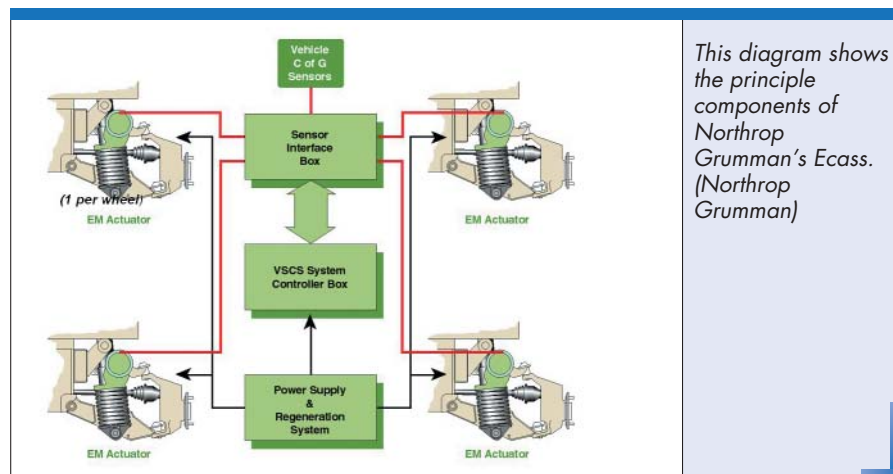 Vehicle
C of G
Sensors
Sensor
Interface
Box
(1 per wheel)
EM Actuator
EM Actuator
VSCS System
Controller Box
Power Supply
&
Regeneration
System
EM Actuator
EM Actuator
This diagram shows
the principle
components of
Northrop
Grumman's Ecass.
(Northrop
Grumman)